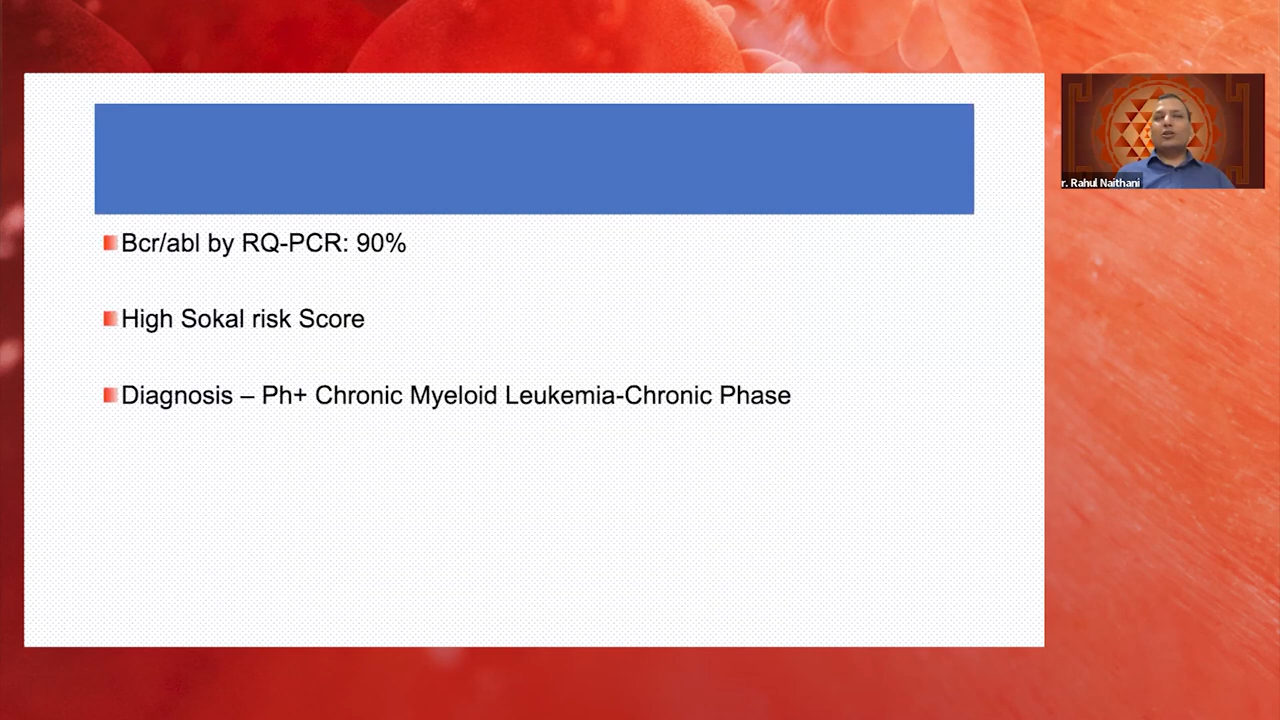 Bcr/abl by RQ-PCR: 90%
High Sokal risk Score
Diagnosis – Ph+ Chronic Myeloid Leukemia-Chronic Phase
r. Rahul Naithani